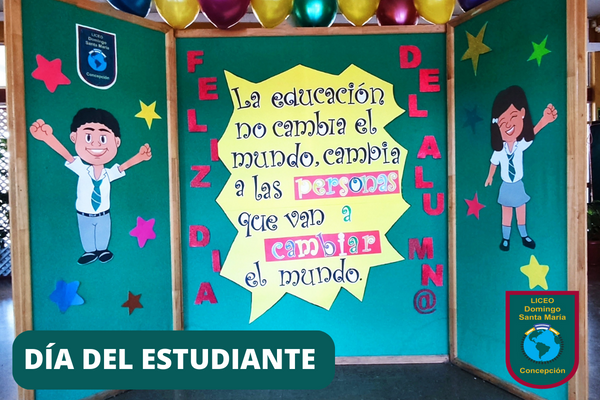 LICEO
Domingo
Santa María
Concepción
FELIZ DIA
DEL ALUMN@
La educación
no cambia el
mundo, cambia
a las personas
que van a
cambiar
el mundo.
DÍA DEL ESTUDIANTE
LICEO
Domingo
Santa María
Concepción